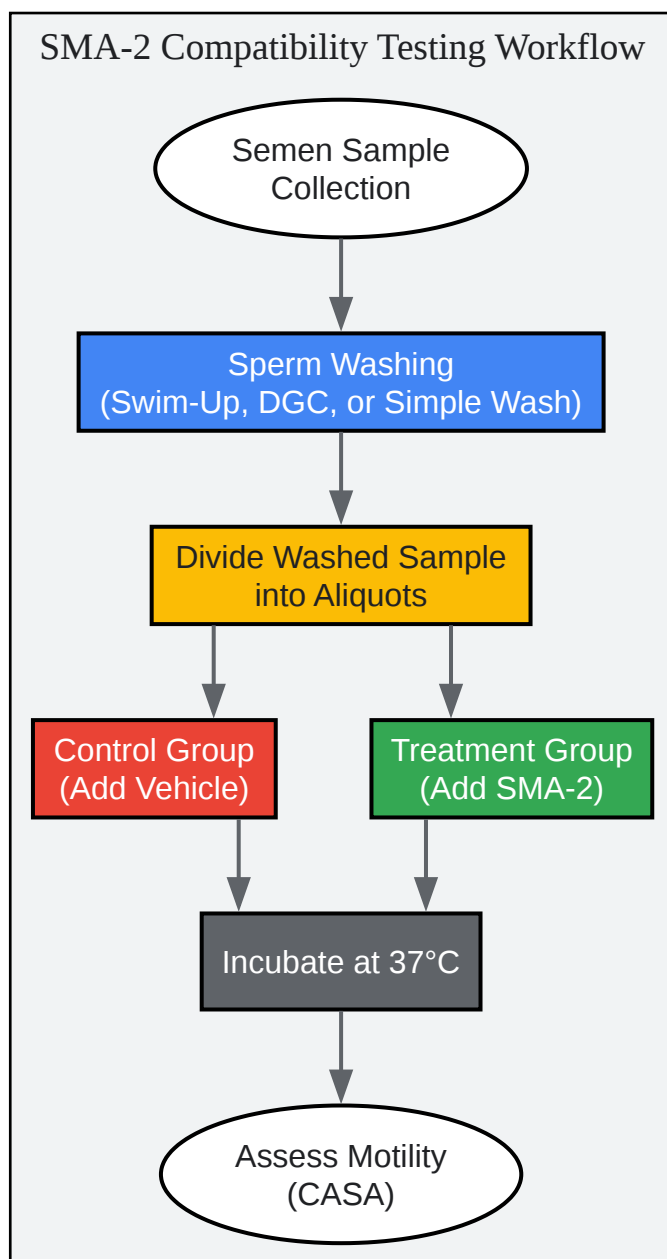 SMA-2 Compatibility Testing Workflow
Semen Sample
Collection
Sperm Washing
(Swim-Up, DGC, or Simple Wash)
Divide Washed Sample
into Aliquots
Control Group
(Add Vehicle)
Treatment Group
(Add SMA-2)
Incubate at 37°C
Assess Motility
(CASA)